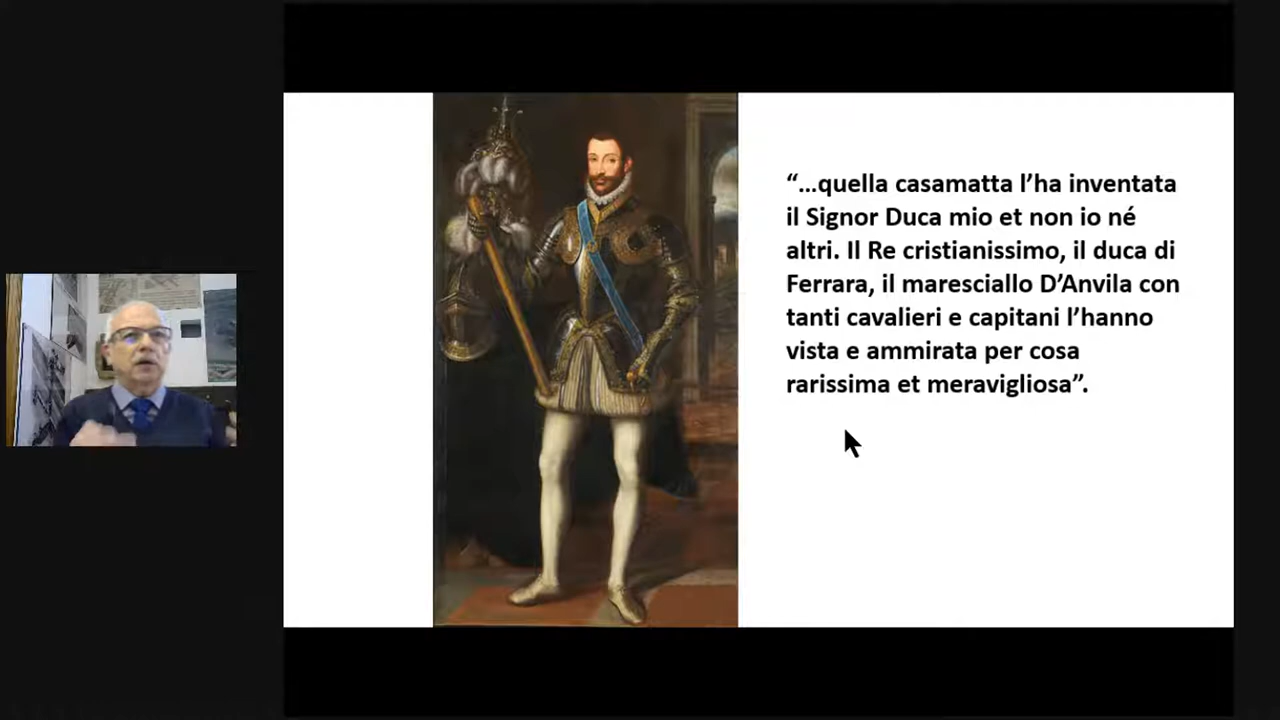 “…quella casamatta l’ha inventata
il Signor Duca mio et non io né
altri. Il Re cristianissimo, il duca di
Ferrara, il maresciallo D’Anvila con
tanti cavalieri e capitani l’hanno
vista e ammirata per cosa
rarissima et meravigliosa”.